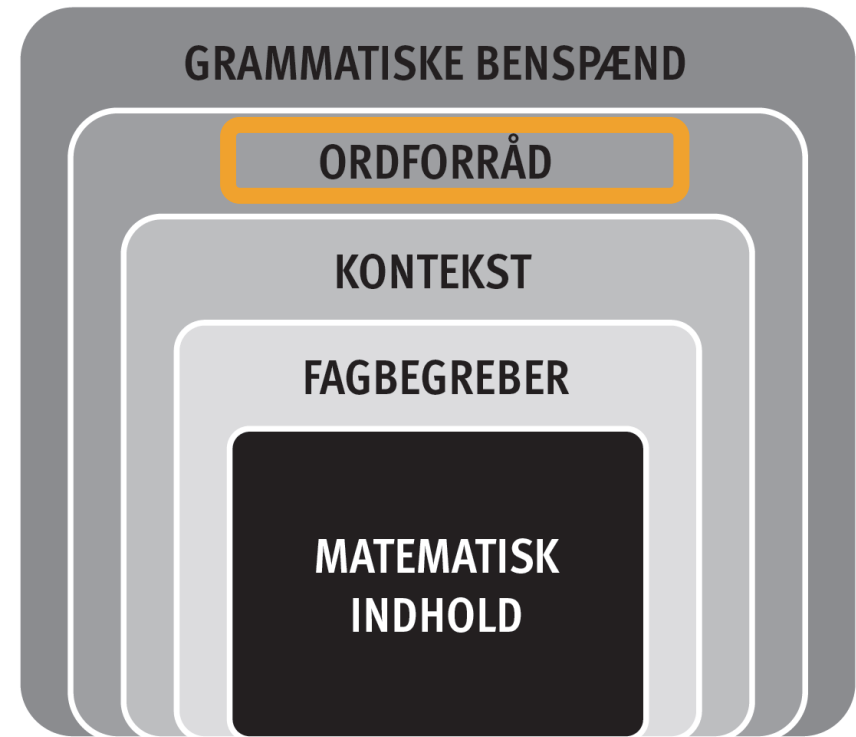 GRAMMATISKE BENSPÆND
ORDFORRÅD
KONTEKST
FAGBEGREBER
MATEMATISK
INDHOLD